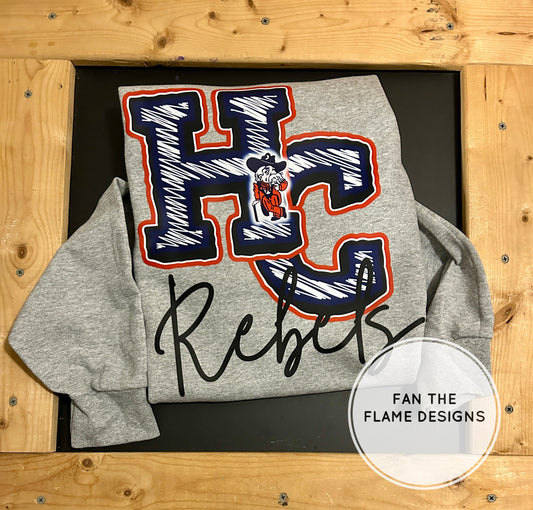 HC
Rebels
FAN THE
FLAME DESIGNS